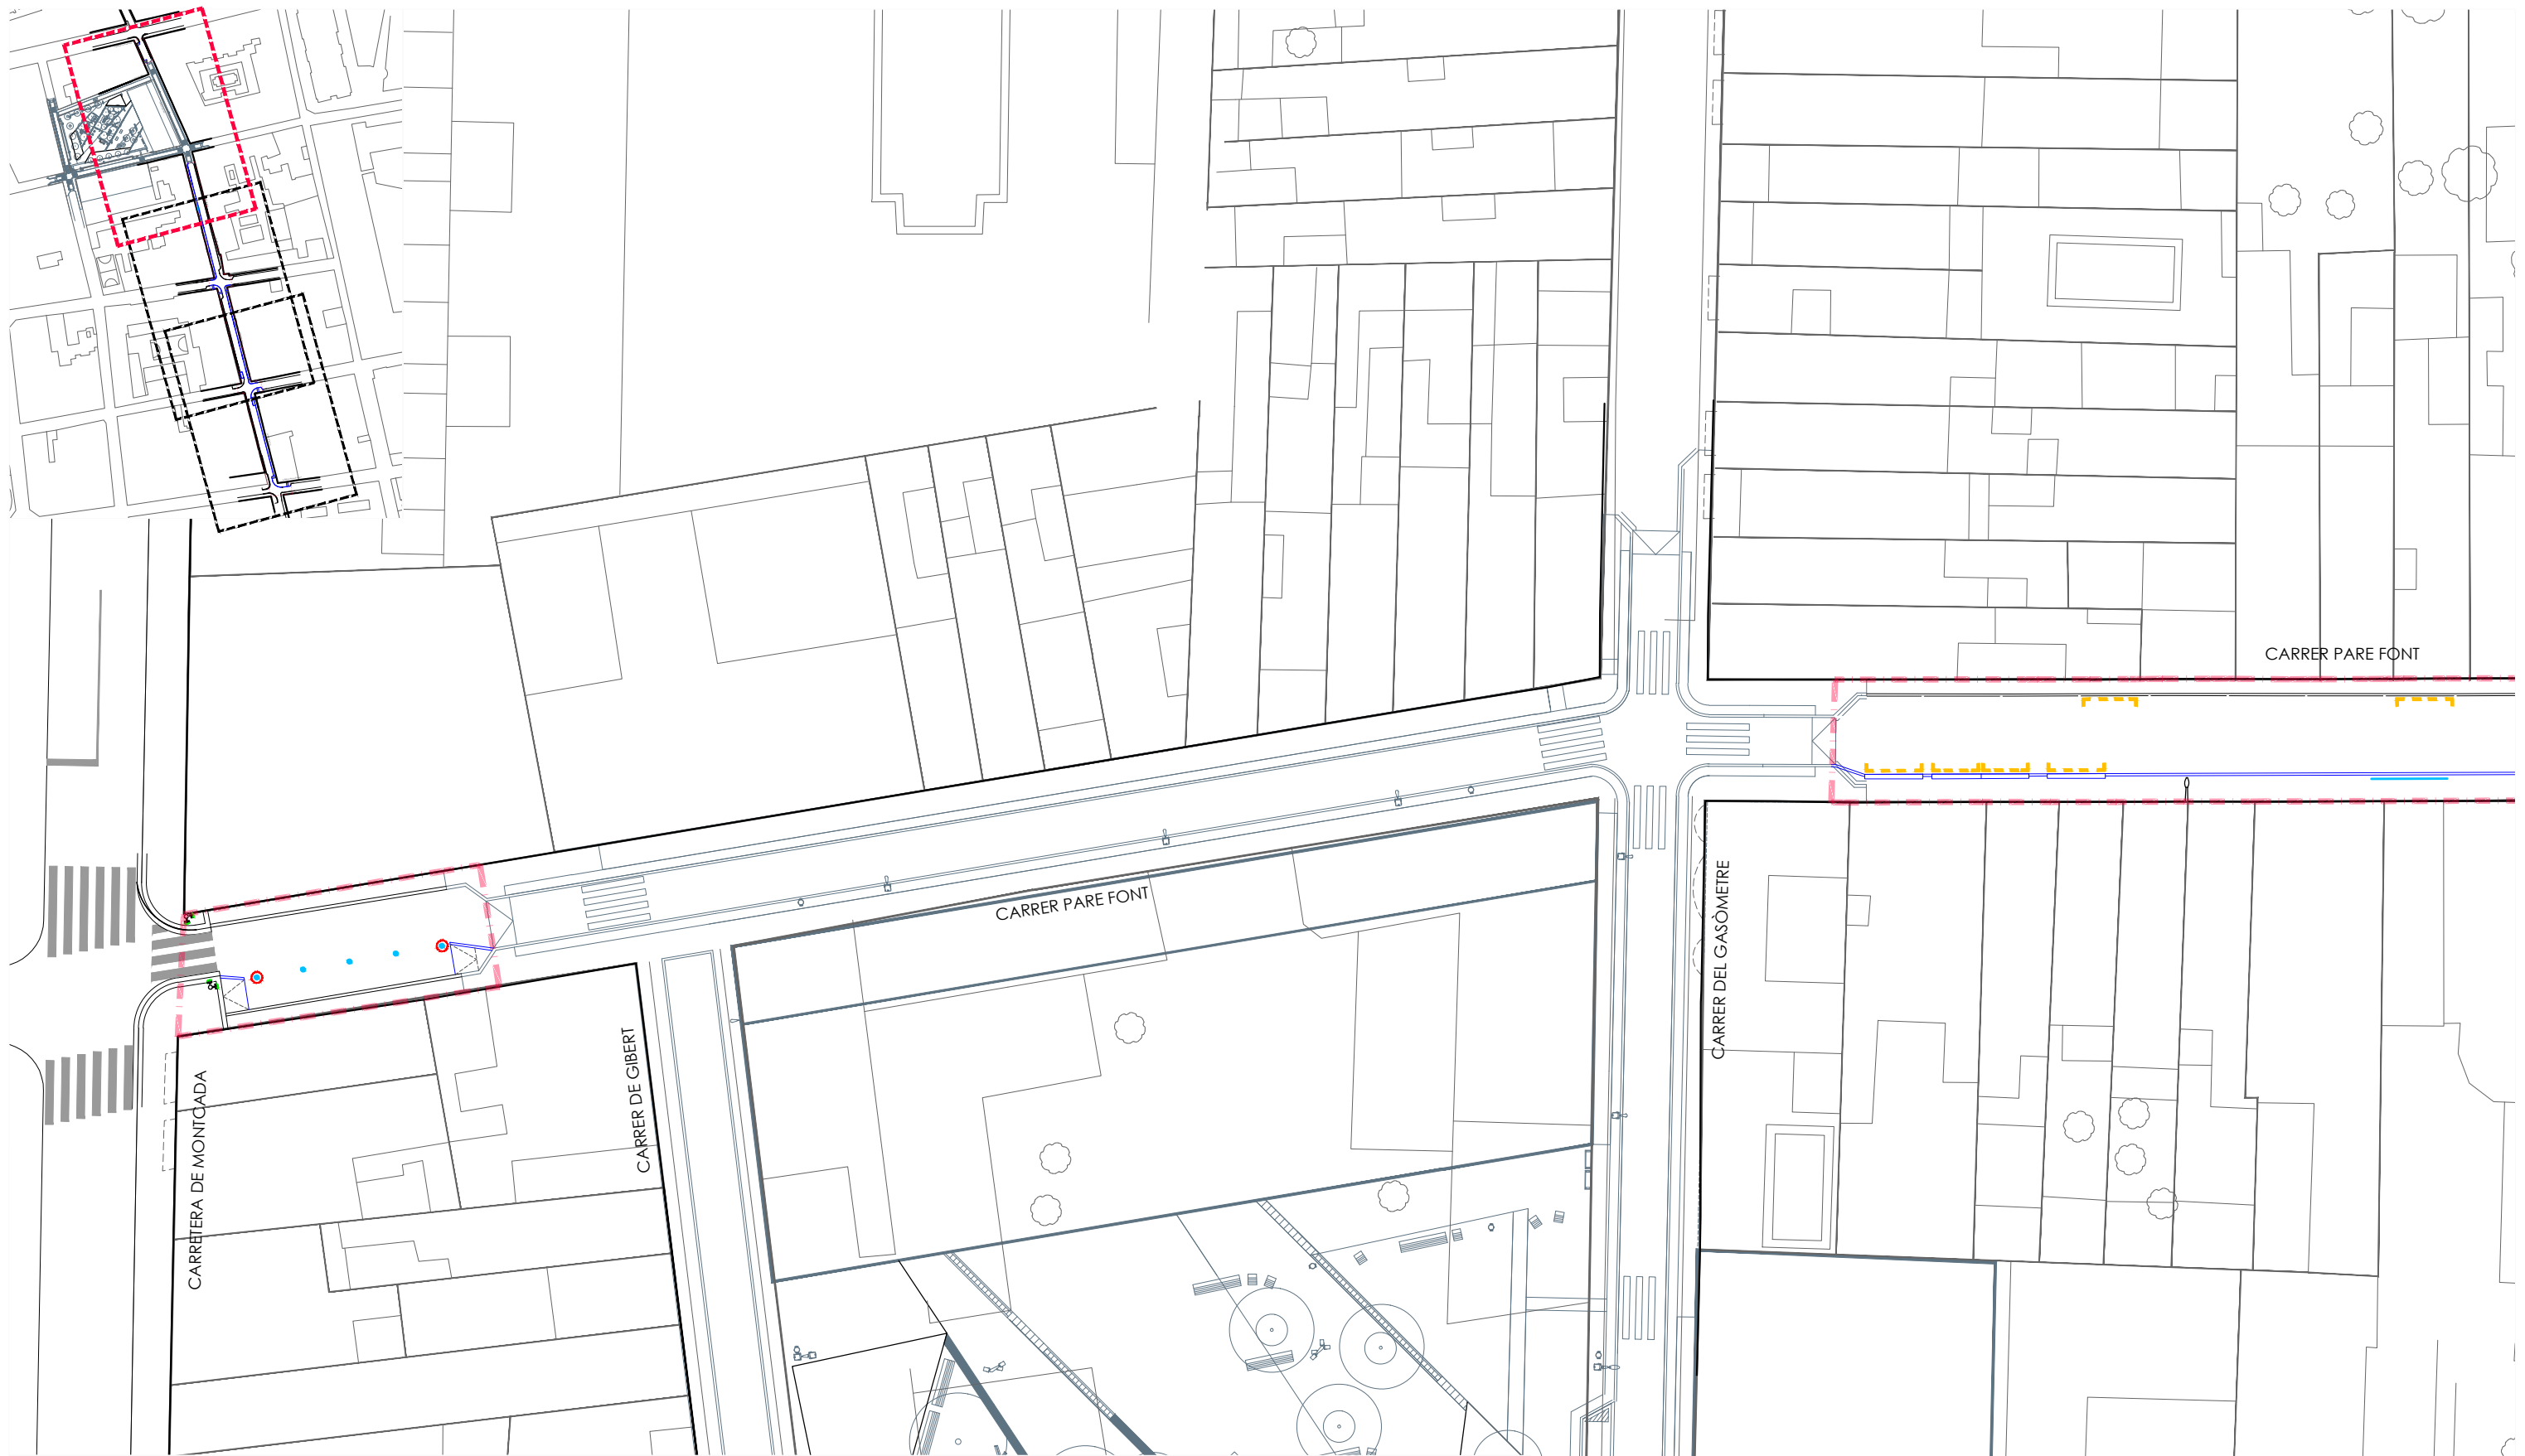 CARRER PARE FONT
CARRER PARE FONT
CARRER DEL GASÒMETRE
CARRER DE GIBERT
CARRETERA DE MONTCADA